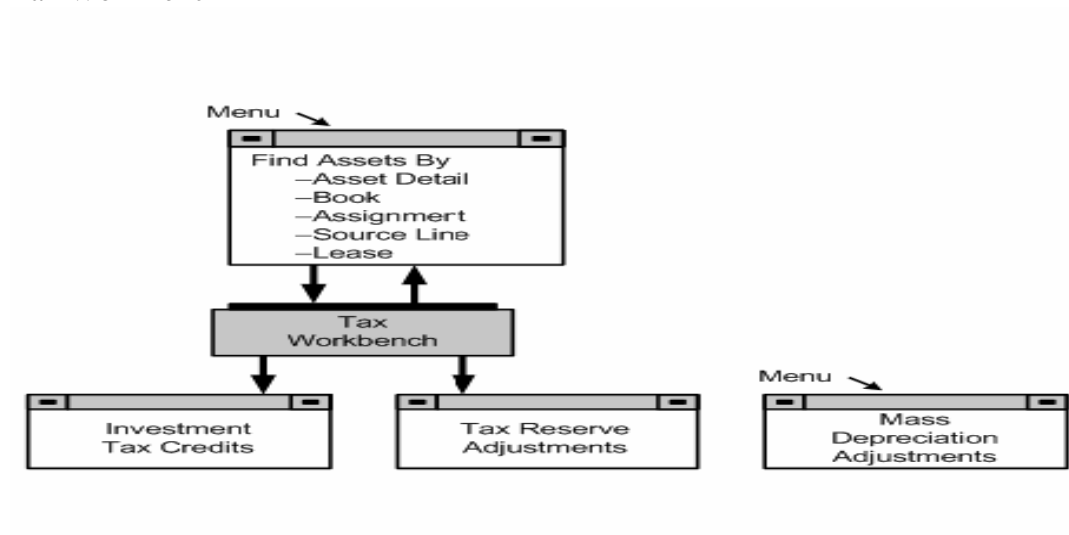 Menu
Find Assets By
–Asset Detail
–Book
–Assignmert
–Source Line
–Lease
Tax
Workbench
Investment
Tax Credits
Tax Reserve
Adjustments
Menu
Mass
Depreciation
Adjustments